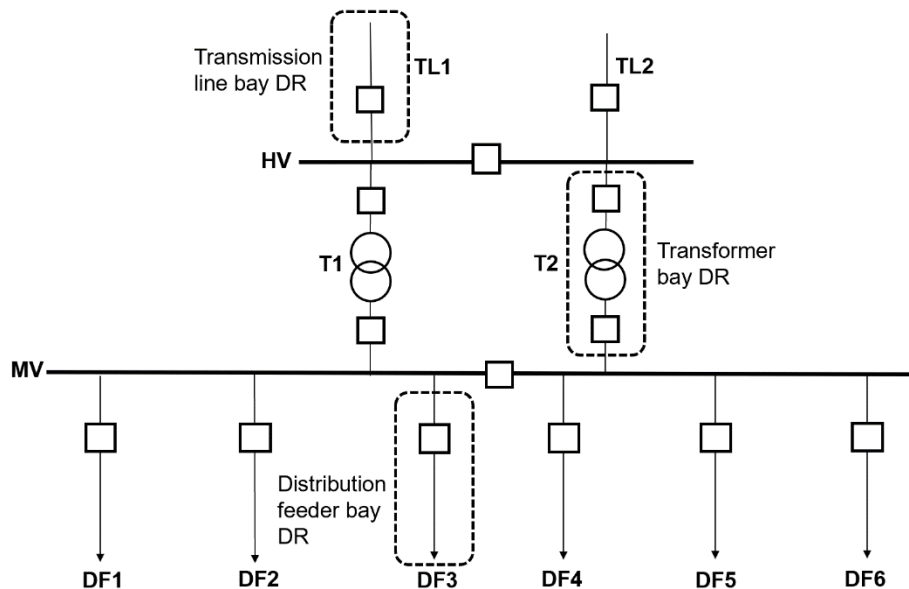 Transmission
line bay DR
TL1
TL2
HV
T1
T2
Transformer
bay DR
MV
Distribution
feeder bay
DR
DF1
DF2
DF3
DF4
DF5
DF6